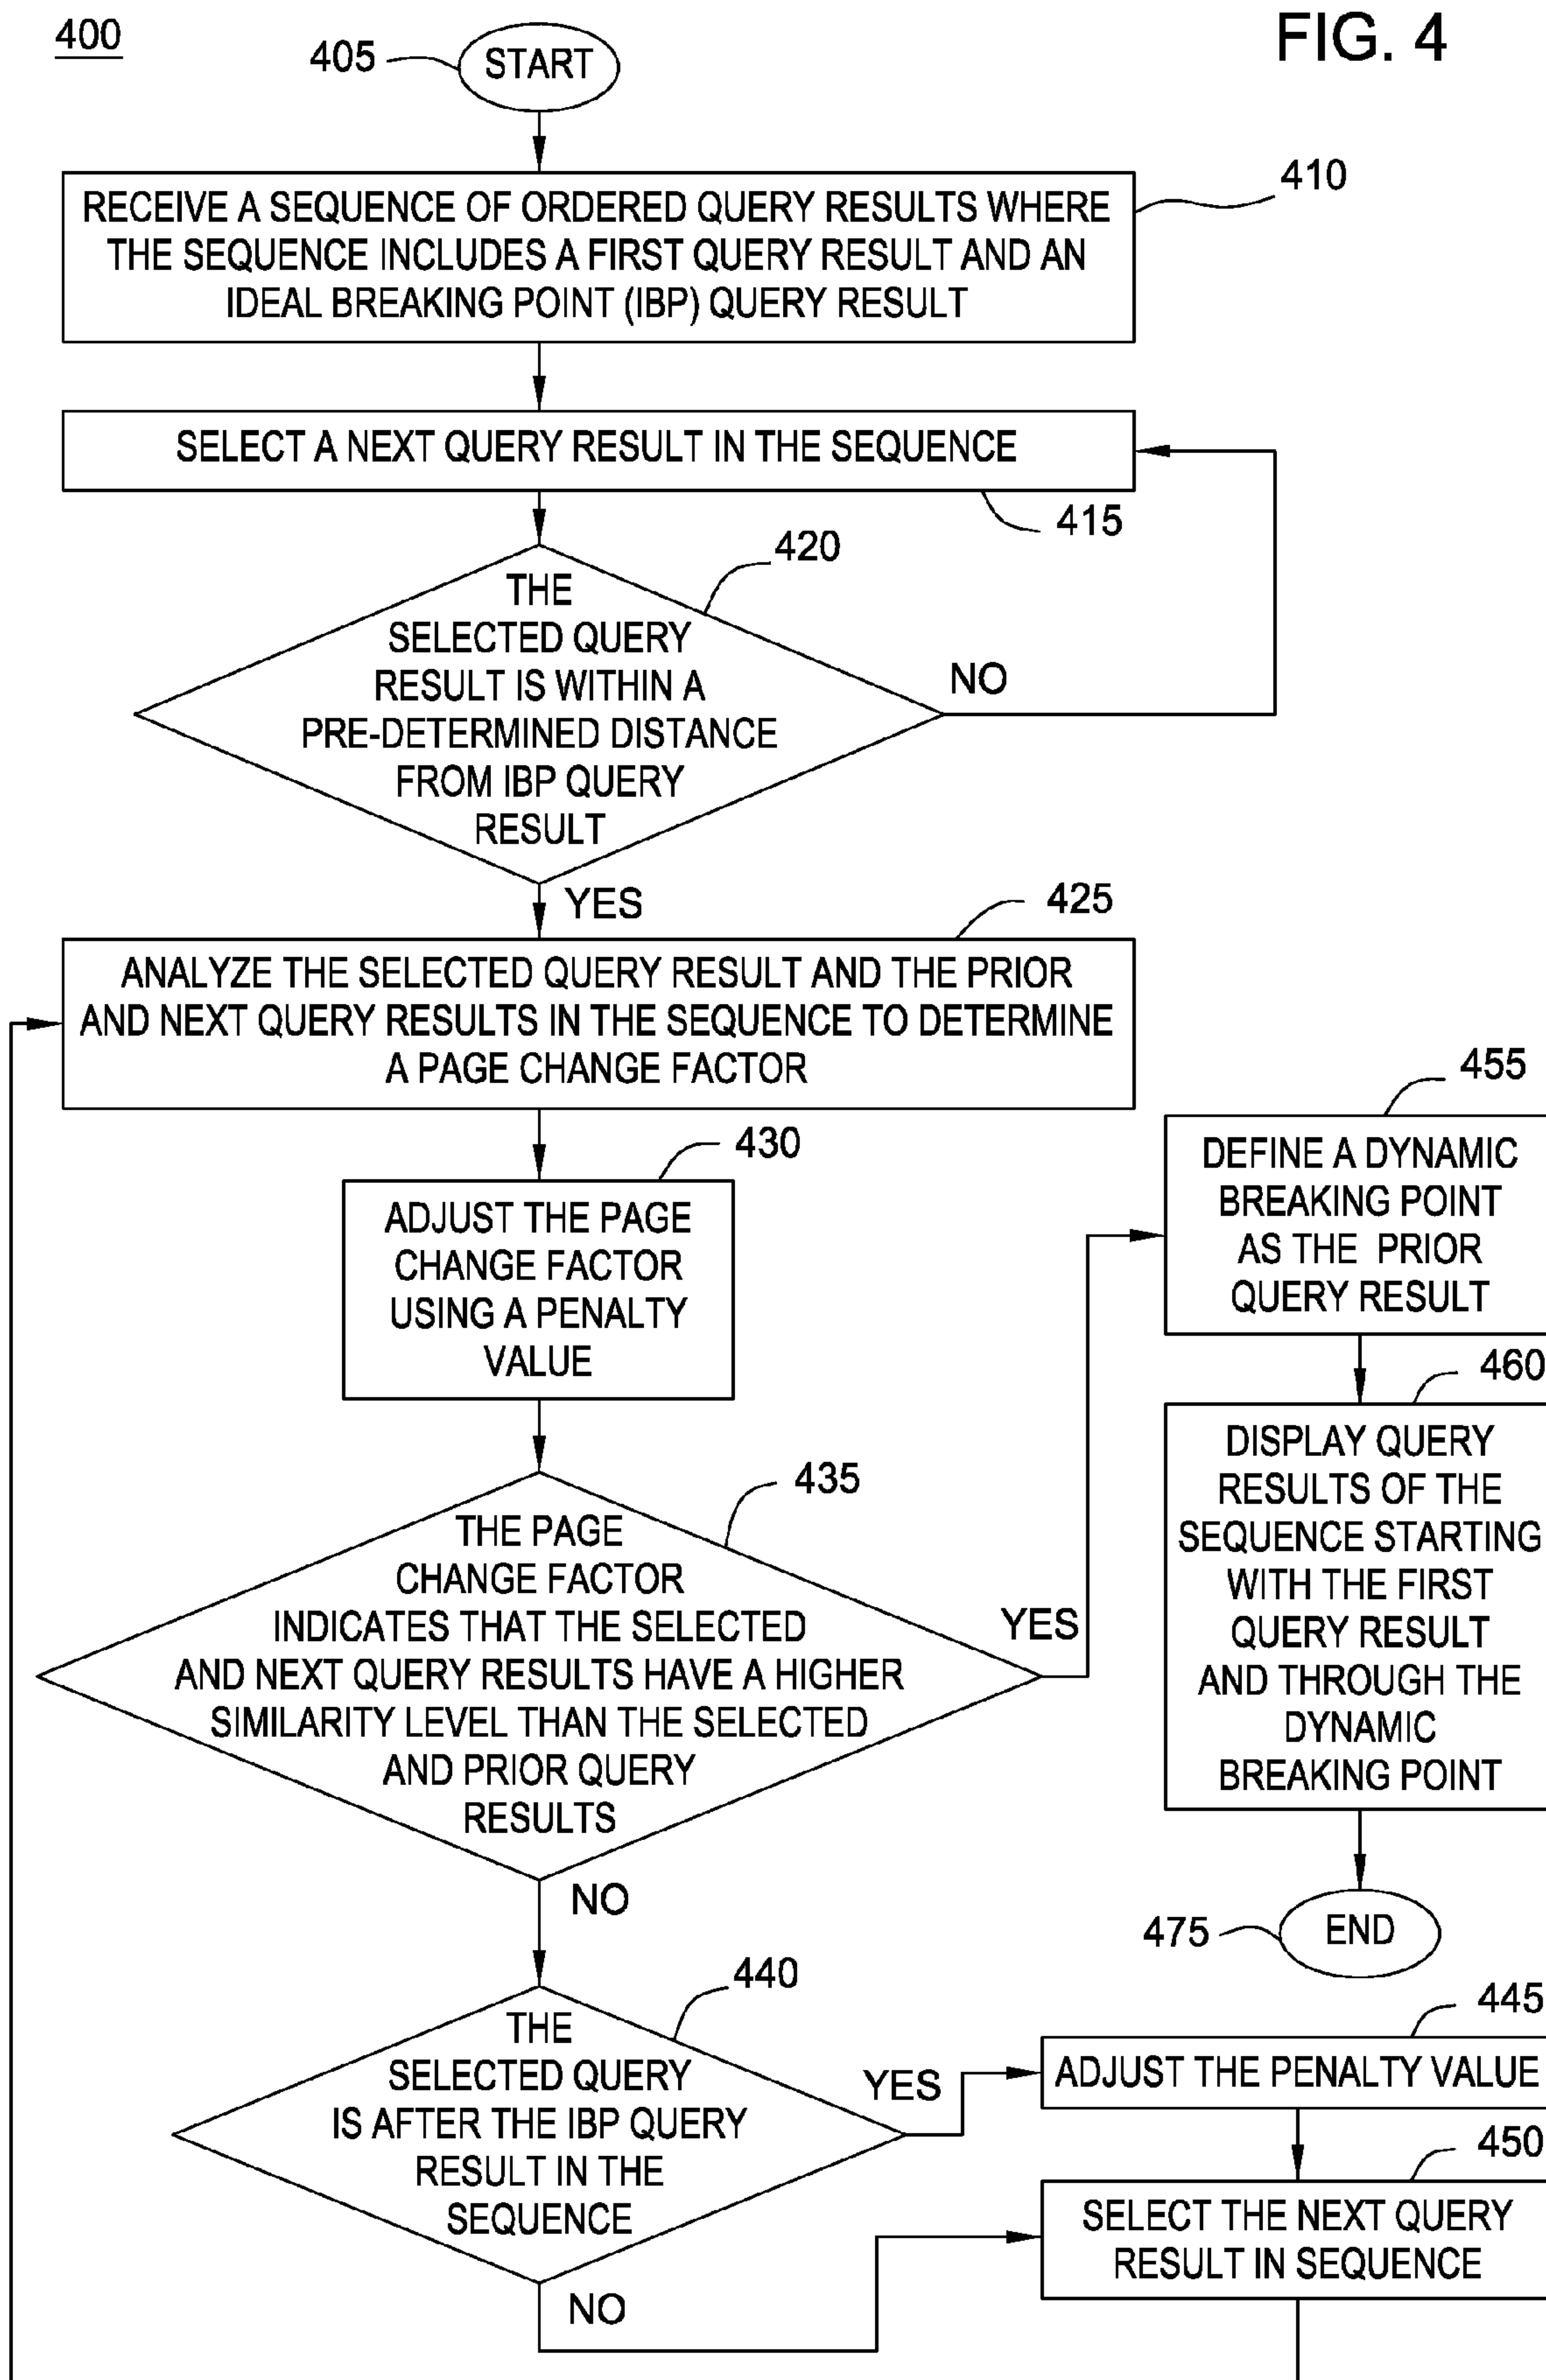 400
FIG. 4
405
START
410
RECEIVE A SEQUENCE OF ORDERED QUERY RESULTS WHERE
THE SEQUENCE INCLUDES A FIRST QUERY RESULT AND AN
IDEAL BREAKING POINT (IBP) QUERY RESULT
SELECT A NEXT QUERY RESULT IN THE SEQUENCE
415
420
THE
SELECTED QUERY
RESULT IS WITHIN A
PRE-DETERMINED DISTANCE
FROM IBP QUERY
RESULT
NO
YES
425
ANALYZE THE SELECTED QUERY RESULT AND THE PRIOR
AND NEXT QUERY RESULTS IN THE SEQUENCE TO DETERMINE
A PAGE CHANGE FACTOR
430
ADJUST THE PAGE
CHANGE FACTOR
USING A PENALTY
VALUE
435
THE PAGE
CHANGE FACTOR
INDICATES THAT THE SELECTED
AND NEXT QUERY RESULTS HAVE A HIGHER
SIMILARITY LEVEL THAN THE SELECTED
AND PRIOR QUERY
RESULTS
YES
NO
455
DEFINE A DYNAMIC
BREAKING POINT
AS THE PRIOR
QUERY RESULT
460
DISPLAY QUERY
RESULTS OF THE
SEQUENCE STARTING
WITH THE FIRST
QUERY RESULT
AND THROUGH THE
DYNAMIC
BREAKING POINT
475
END
440
THE
SELECTED QUERY
IS AFTER THE IBP QUERY
RESULT IN THE
SEQUENCE
YES
NO
445
ADJUST THE PENALTY VALUE
450
SELECT THE NEXT QUERY
RESULT IN SEQUENCE